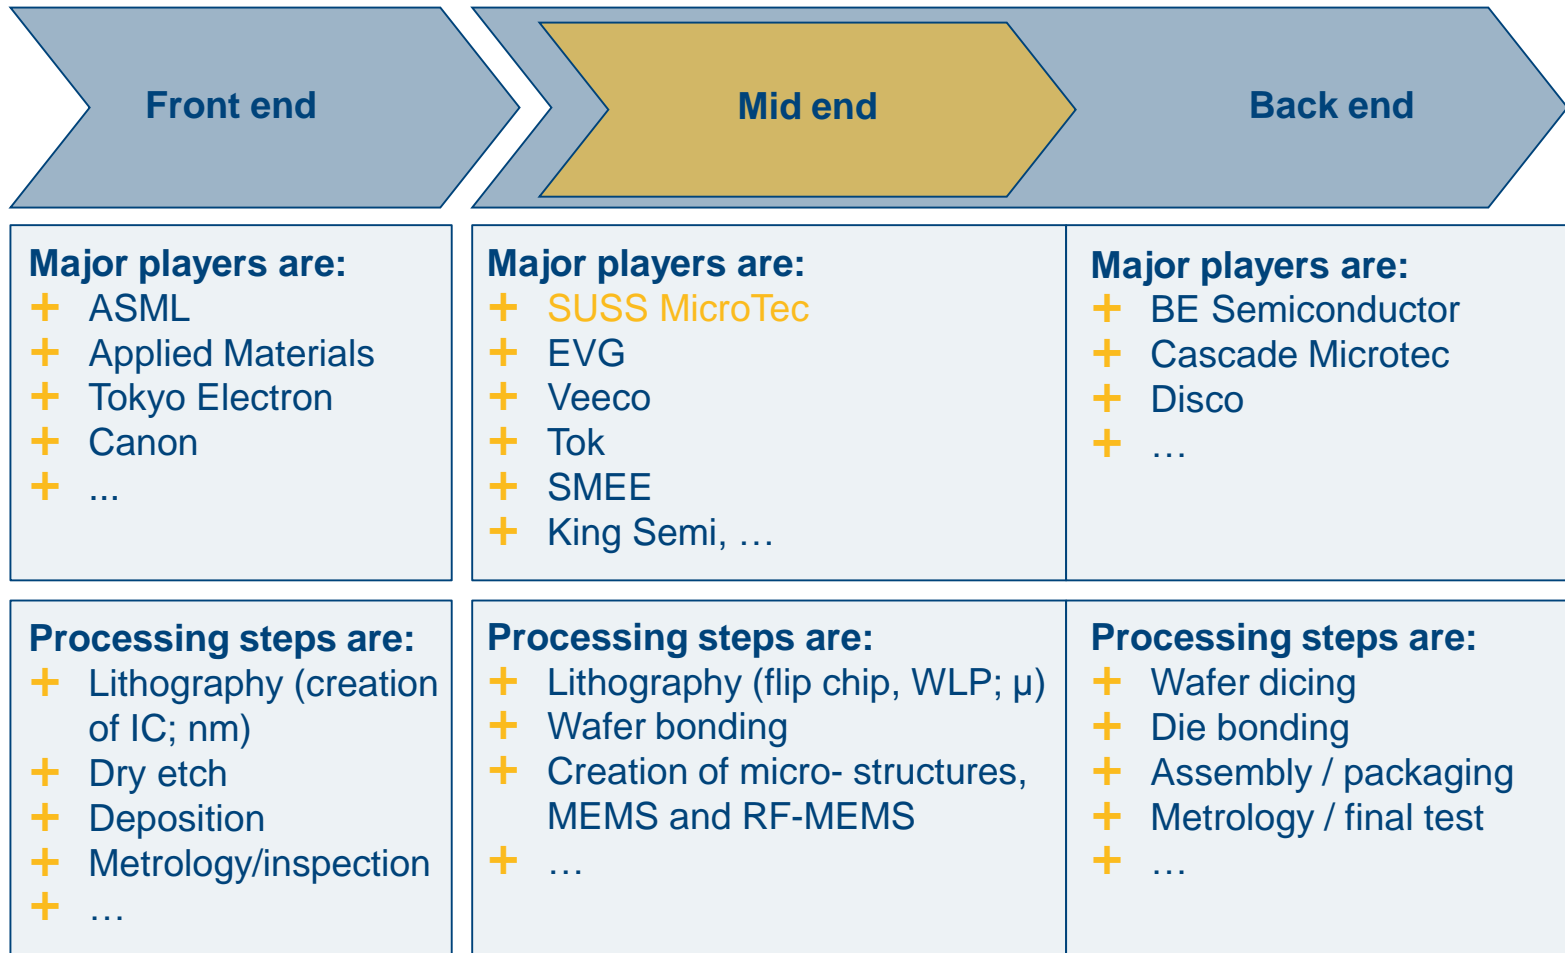 Front end
Mid end
Back end
Major players are:
+ ASML
+ Applied Materials
+ Tokyo Electron
+ Canon
+ ...
Major players are:
+ SUSS MicroTec
+ EVG
+ Veeco
+ Tok
+ SMEE
+ King Semi, …
Major players are:
+ BE Semiconductor
+ Cascade Microtec
+ Disco
+ …
Processing steps are:
+ Lithography (creation
of IC; nm)
+ Dry etch
+ Deposition
+ Metrology/inspection
+ …
Processing steps are:
+ Lithography (flip chip, WLP; µ)
+ Wafer bonding
+ Creation of micro- structures,
MEMS and RF-MEMS
+ …
Processing steps are:
+ Wafer dicing
+ Die bonding
+ Assembly / packaging
+ Metrology / final test
+ …